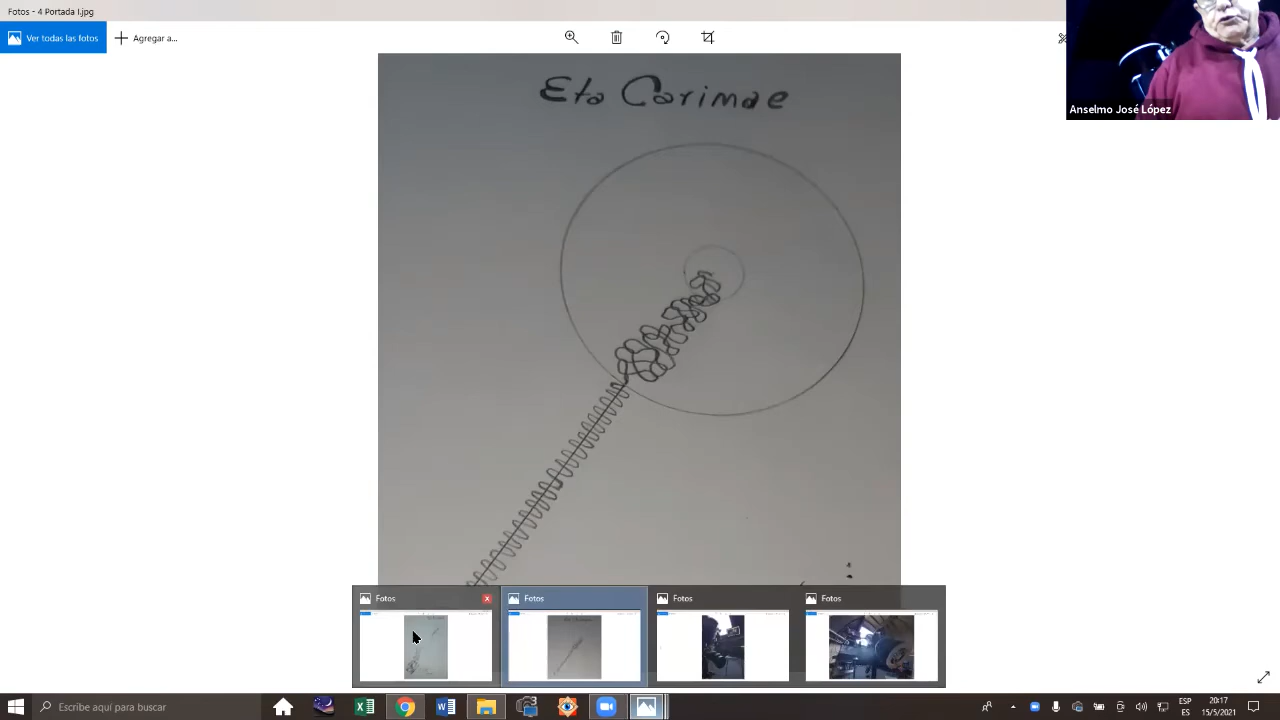 Fotos - 4 Portada I.jpg
Ver todas las fotos
Agregar a...
Eta Carimae
Anselmo José López
Fotos
Fotos
Fotos
Fotos
Escribe aquí para buscar
ESP
ES
20:17
15/5/2021